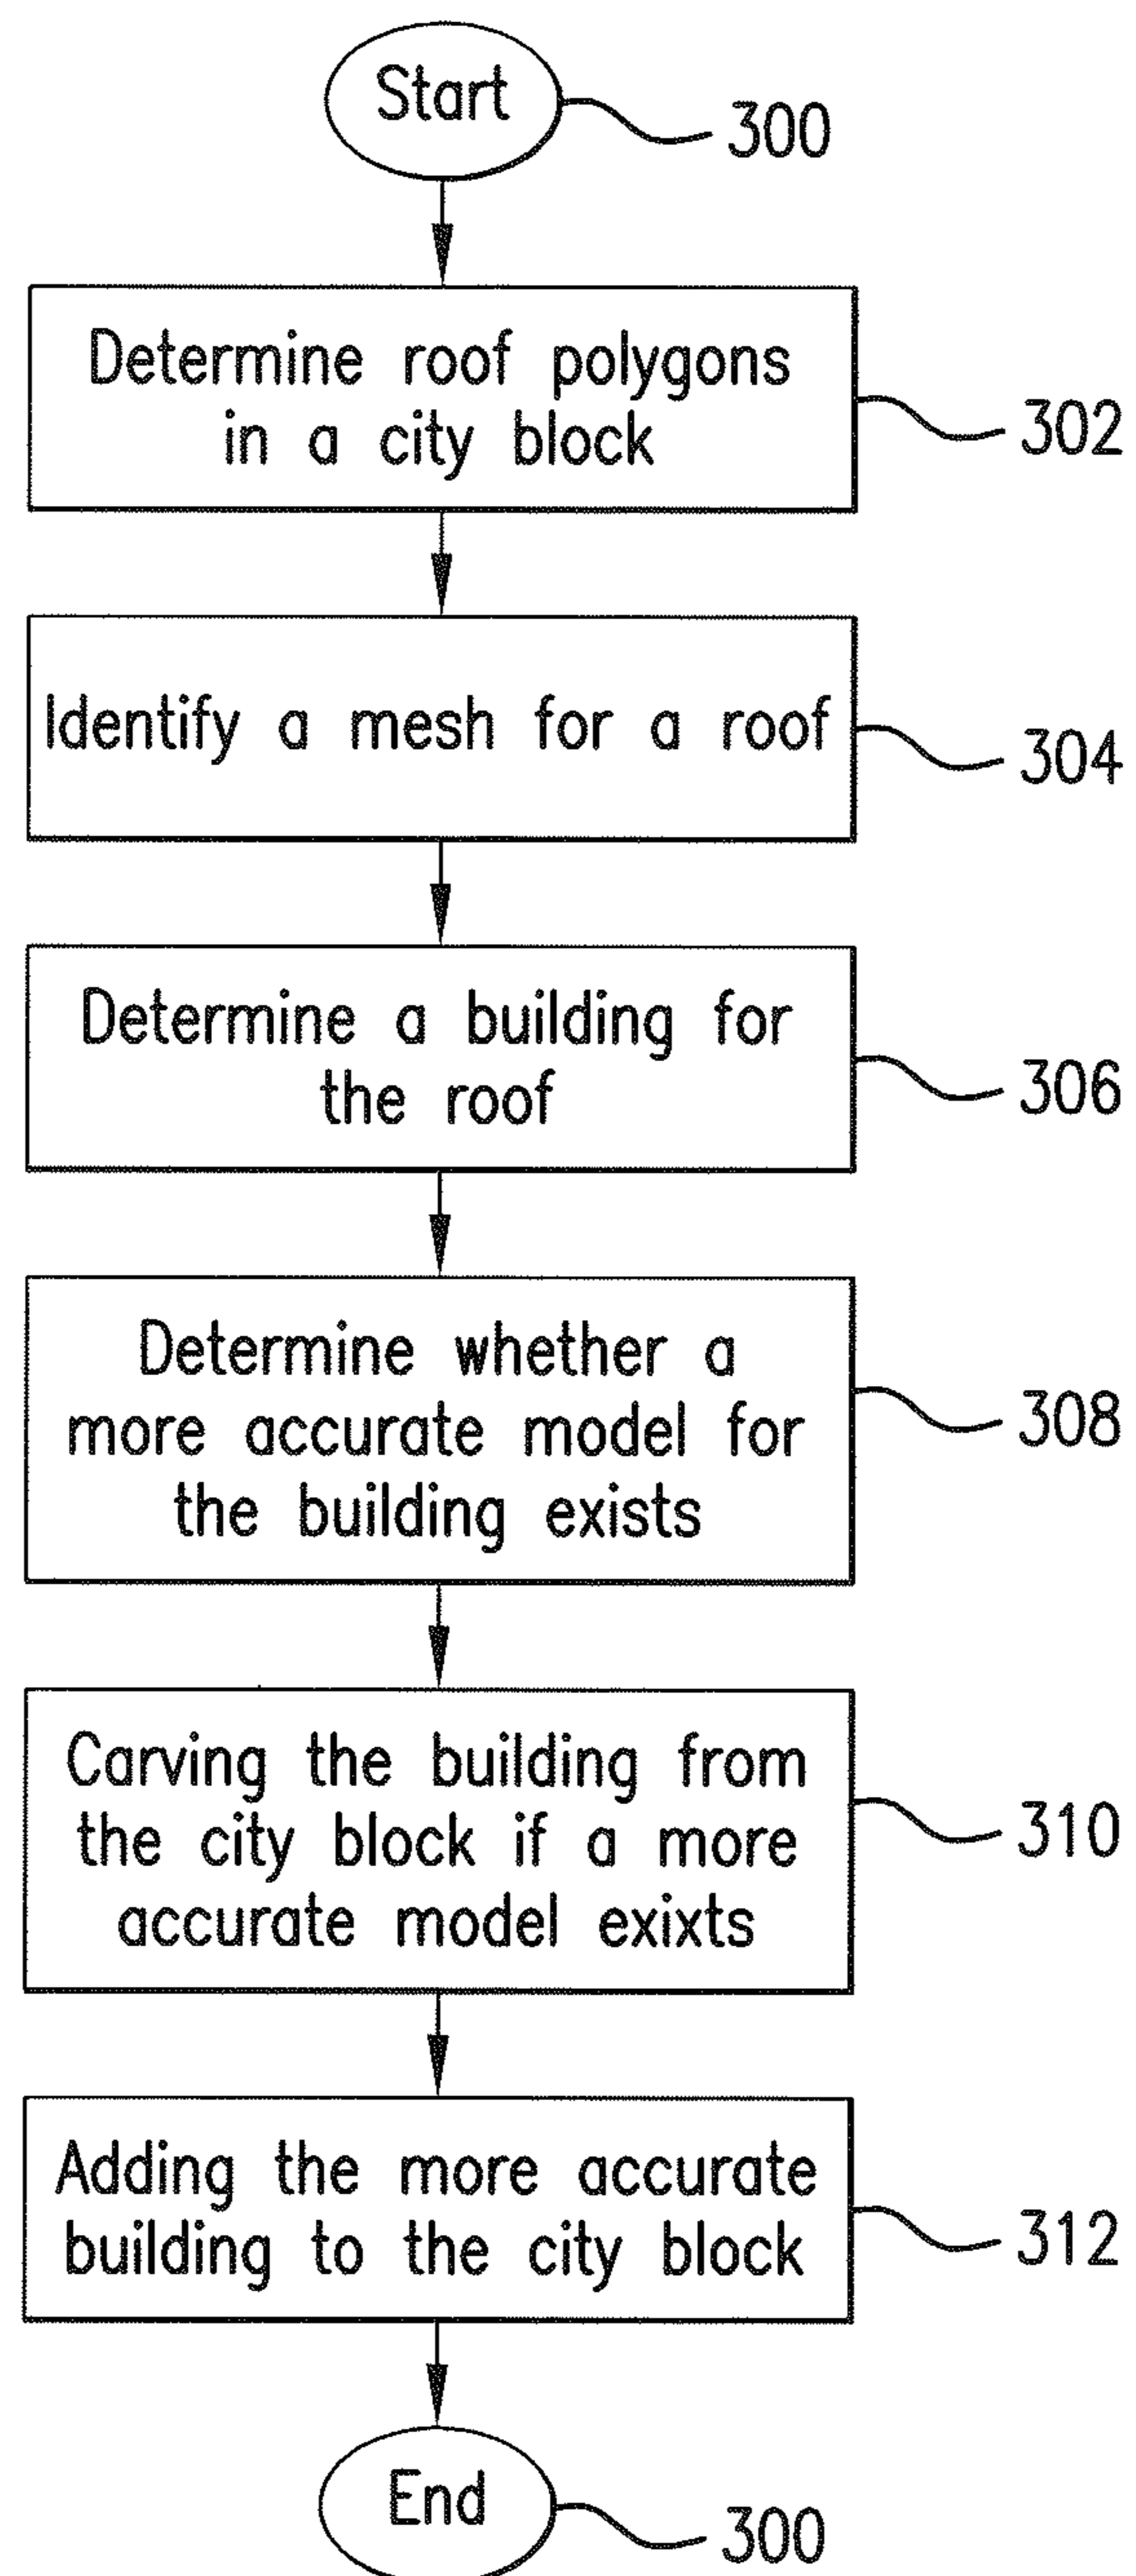 Start
300
Determine roof polygons
in a city block
302
Identify a mesh for a roof
304
Determine a building for
the roof
306
Determine whether a
more accurate model for
the building exists
308
Carving the building from
the city block if a more
accurate model exixts
310
Adding the more accurate
building to the city block
312
End
300